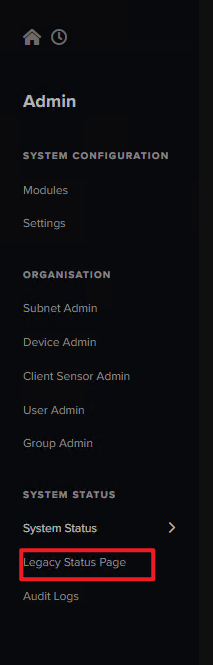 Admin
SYSTEM CONFIGURATION
Modules
Settings
ORGANISATION
Subnet Admin
Device Admin
Client Sensor Admin
User Admin
Group Admin
SYSTEM STATUS
System Status
Legacy Status Page
Audit Logs